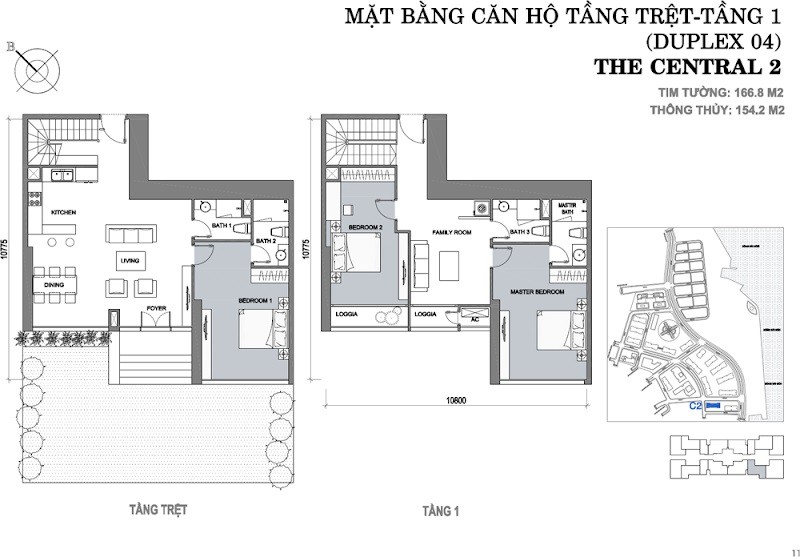 MẶT BẰNG CĂN HỘ TẦNG TRỆT-TẦNG 1
(DUPLEX 04)
THE CENTRAL 2
TIM TƯỜNG: 166.8 M2
THÔNG THỦY: 154.2 M2
B
KITCHEN
LIVING
DINING
FOYER
BATH 1
BATH 2
BEDROOM 1
10775
TẦNG TRỆT
BEDROOM 2
FAMILY ROOM
BATH 3
MASTER
BATH
MASTER BEDROOM
LOGGIA
LOGGIA
AC
10775
10800
TẦNG 1
C2
11